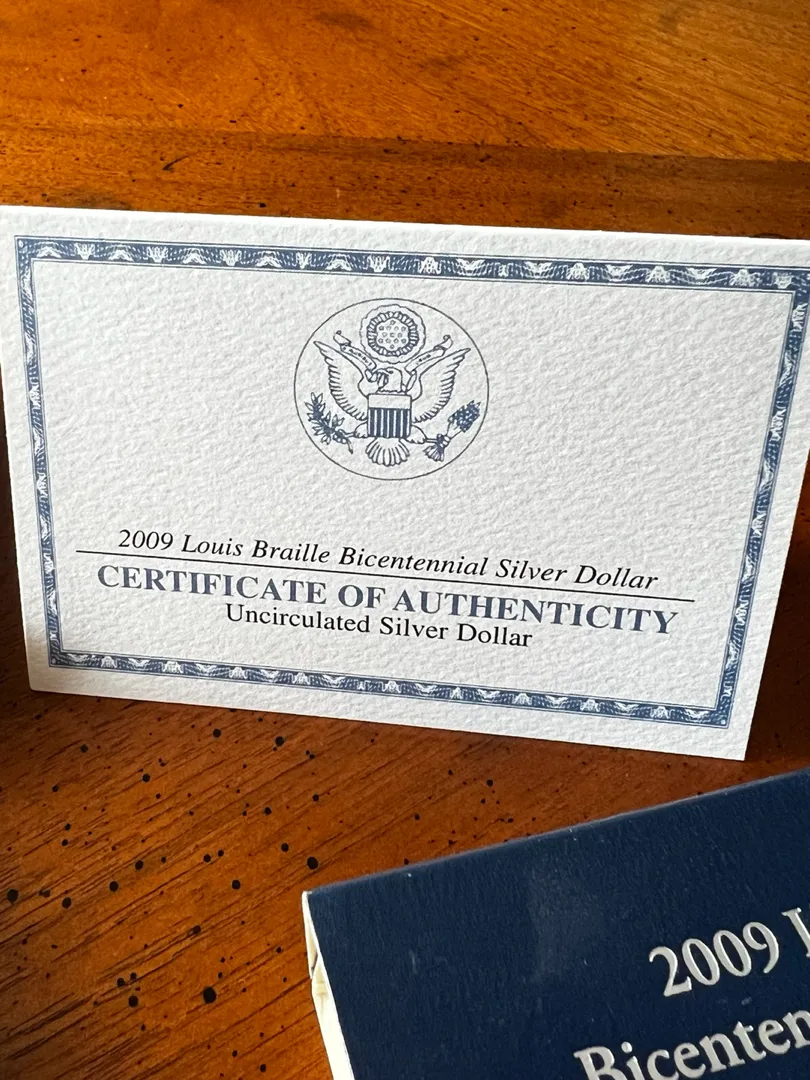 2009 Louis Braille Bicentennial Silver Dollar
CERTIFICATE OF AUTHENTICITY
Uncirculated Silver Dollar
2009